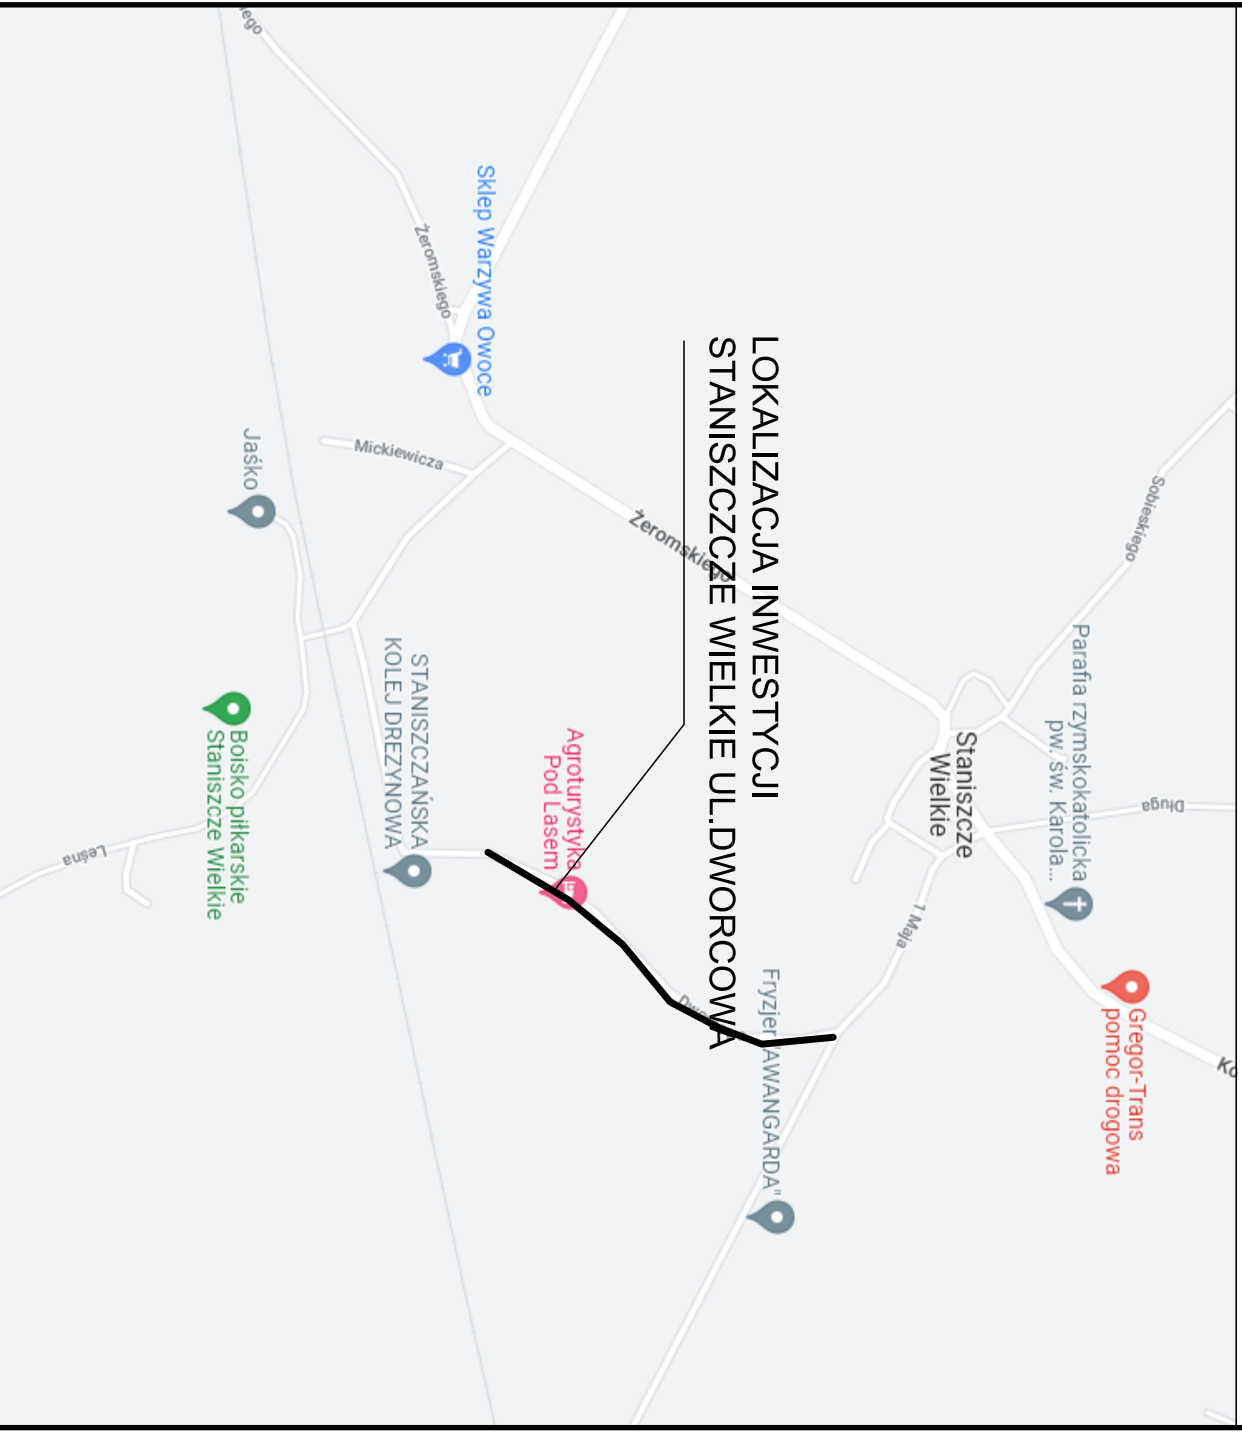 LOKALIZACJA INWESTYCJI
STANISZCZE WIELKIE UL.DWORCOWA
Sobieskiego
Parafia rzymskokatolicka
pw. św. Karola...
Długa
Gregor-Trans
pomoc drogowa
Staniszcze
Wielkie
1 Maja
Fryzjer "AWANGARDA"
Żeromskiego
Agroturystyka
Pod Lasem
Sklep Warzywa Owoce
Żeromskiego
Mickiewicza
STANISZCZAŃSKA
KOLEJ DREZYNOWA
Jaśko
Boisko piłkarskie
Staniszcze Wielkie
Leśna